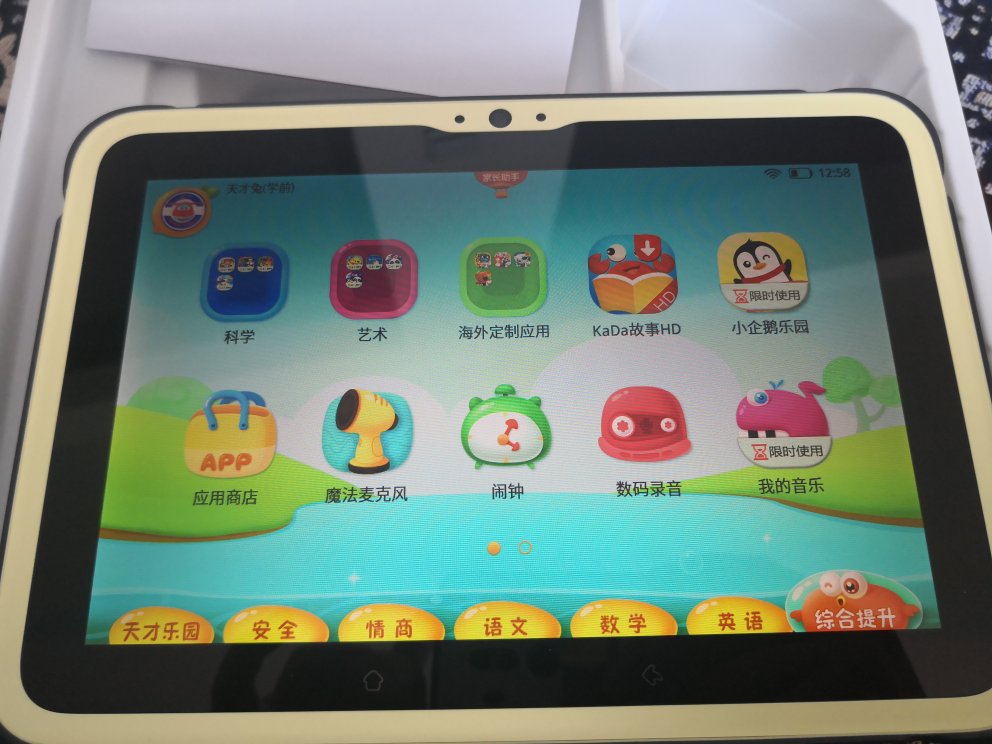 天才兔(学前)
家长助手
12:58
科学
艺术
海外定制应用
HD
KaDa故事HD
限时使用
小企鹅乐园
APP
应用商店
魔法麦克风
闹钟
数码录音
限时使用
我的音乐
天才乐园
安全
情商
语文
数学
英语
综合提升